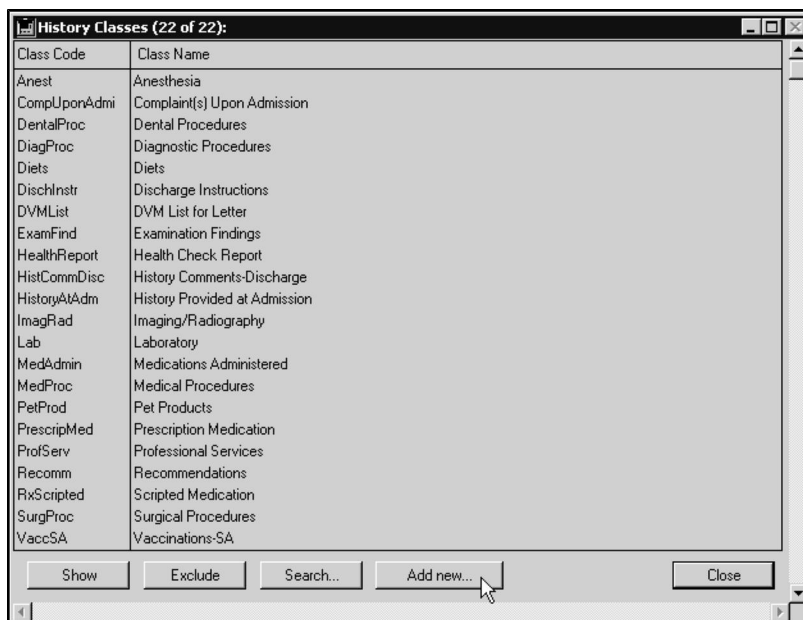 History Classes (22 of 22):
Class Code Class Name
Anest Anesthesia
CompUponAdmi Complaint(s) Upon Admission
DentalProc Dental Procedures
DiagProc Diagnostic Procedures
Diets Diets
DischInstr Discharge Instructions
DVMList DVM List for Letter
ExamFind Examination Findings
HealthReport Health Check Report
HistCommDisc History Comments-Discharge
HistoryAtAdm History Provided at Admission
ImagRad Imaging/Radiography
Lab Laboratory
MedAdmin Medications Administered
MedProc Medical Procedures
PetProd Pet Products
PrescripMed Prescription Medication
ProfServ Professional Services
Recomm Recommendations
RxScripted Scripted Medication
SurgProc Surgical Procedures
VaccSA Vaccinations-SA
Show Exclude Search... Add new... Close